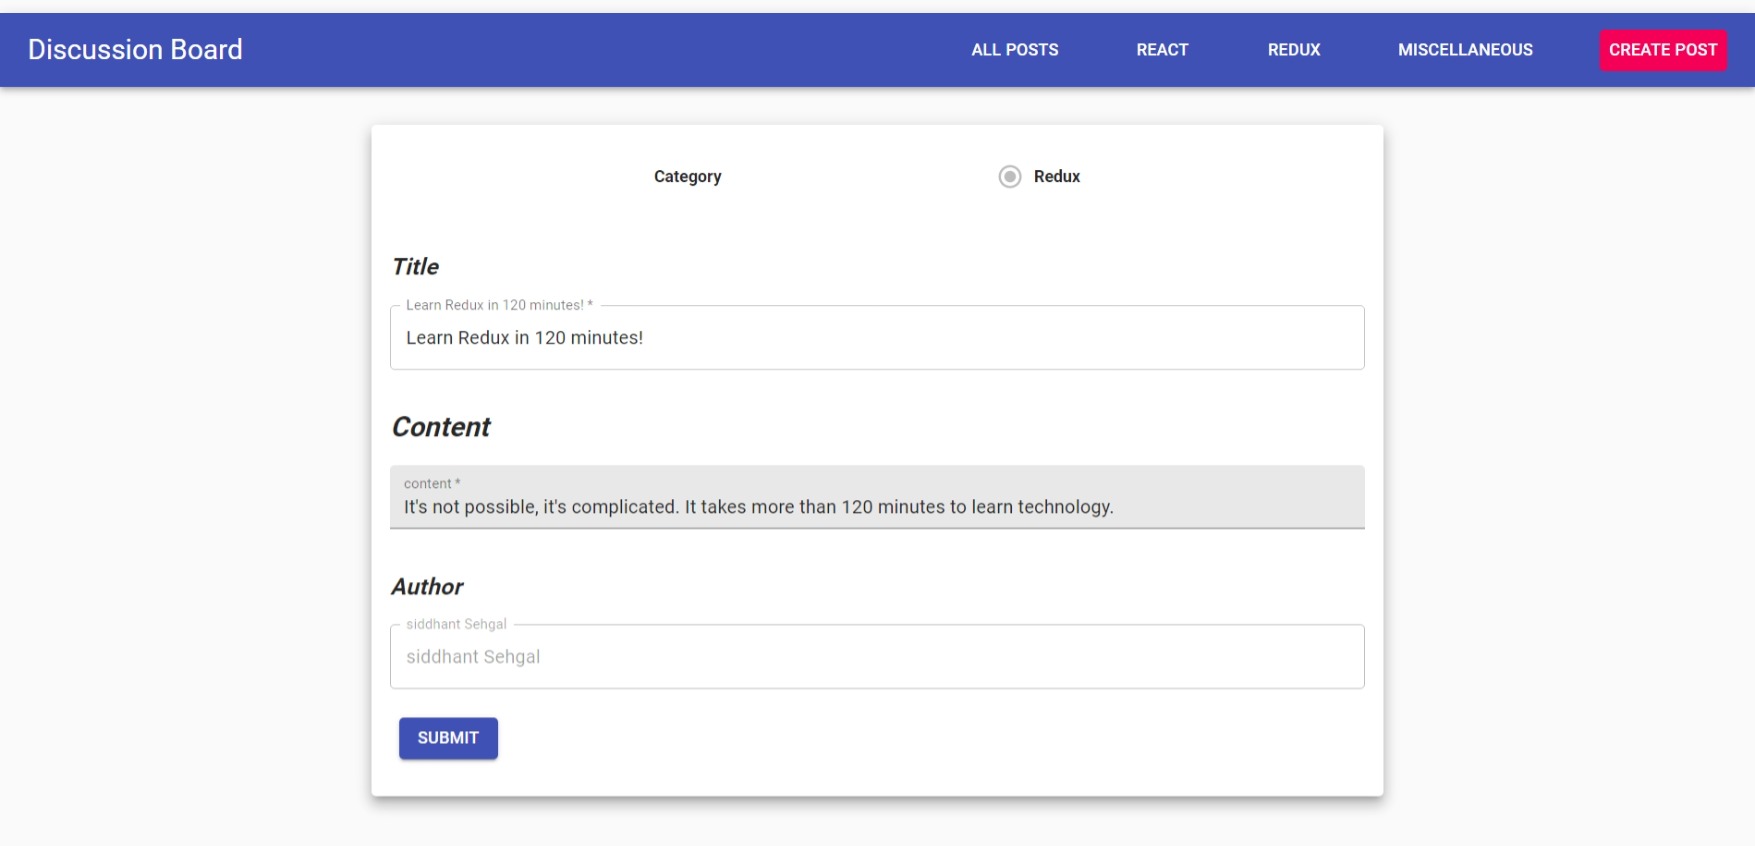 Discussion Board ALL POSTS REACT REDUX MISCELLANEOUS CREATE POST
Category Redux
Title
Learn Redux in 120 minutes! *
Learn Redux in 120 minutes!
Content
content *
It's not possible, it's complicated. It takes more than 120 minutes to learn technology.
Author
siddhant Sehgal
siddhant Sehgal
SUBMIT